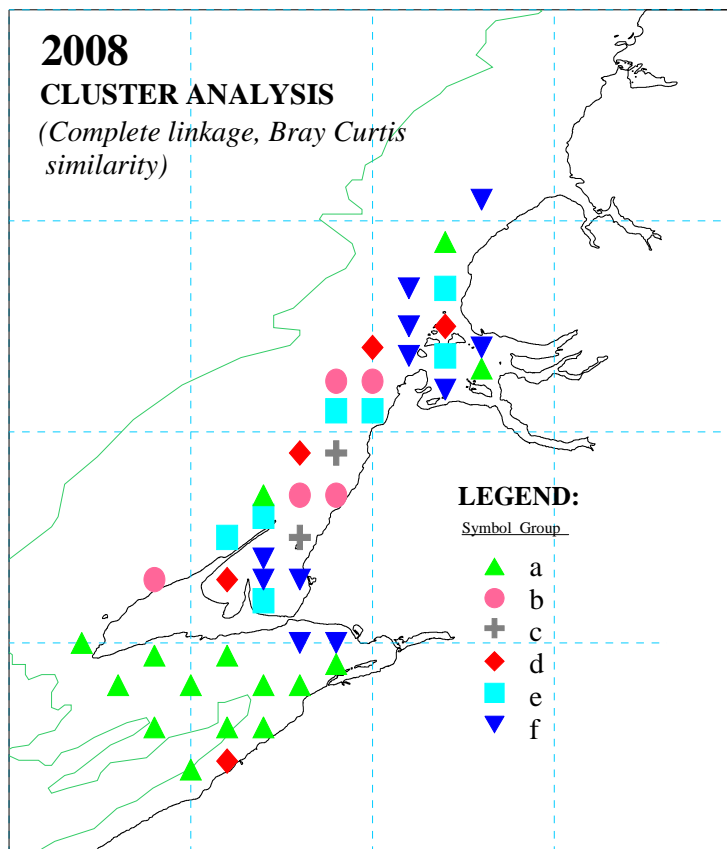 2008
CLUSTER ANALYSIS
(Complete linkage, Bray Curtis
similarity)
LEGEND:
Symbol Group
a
b
c
d
e
f